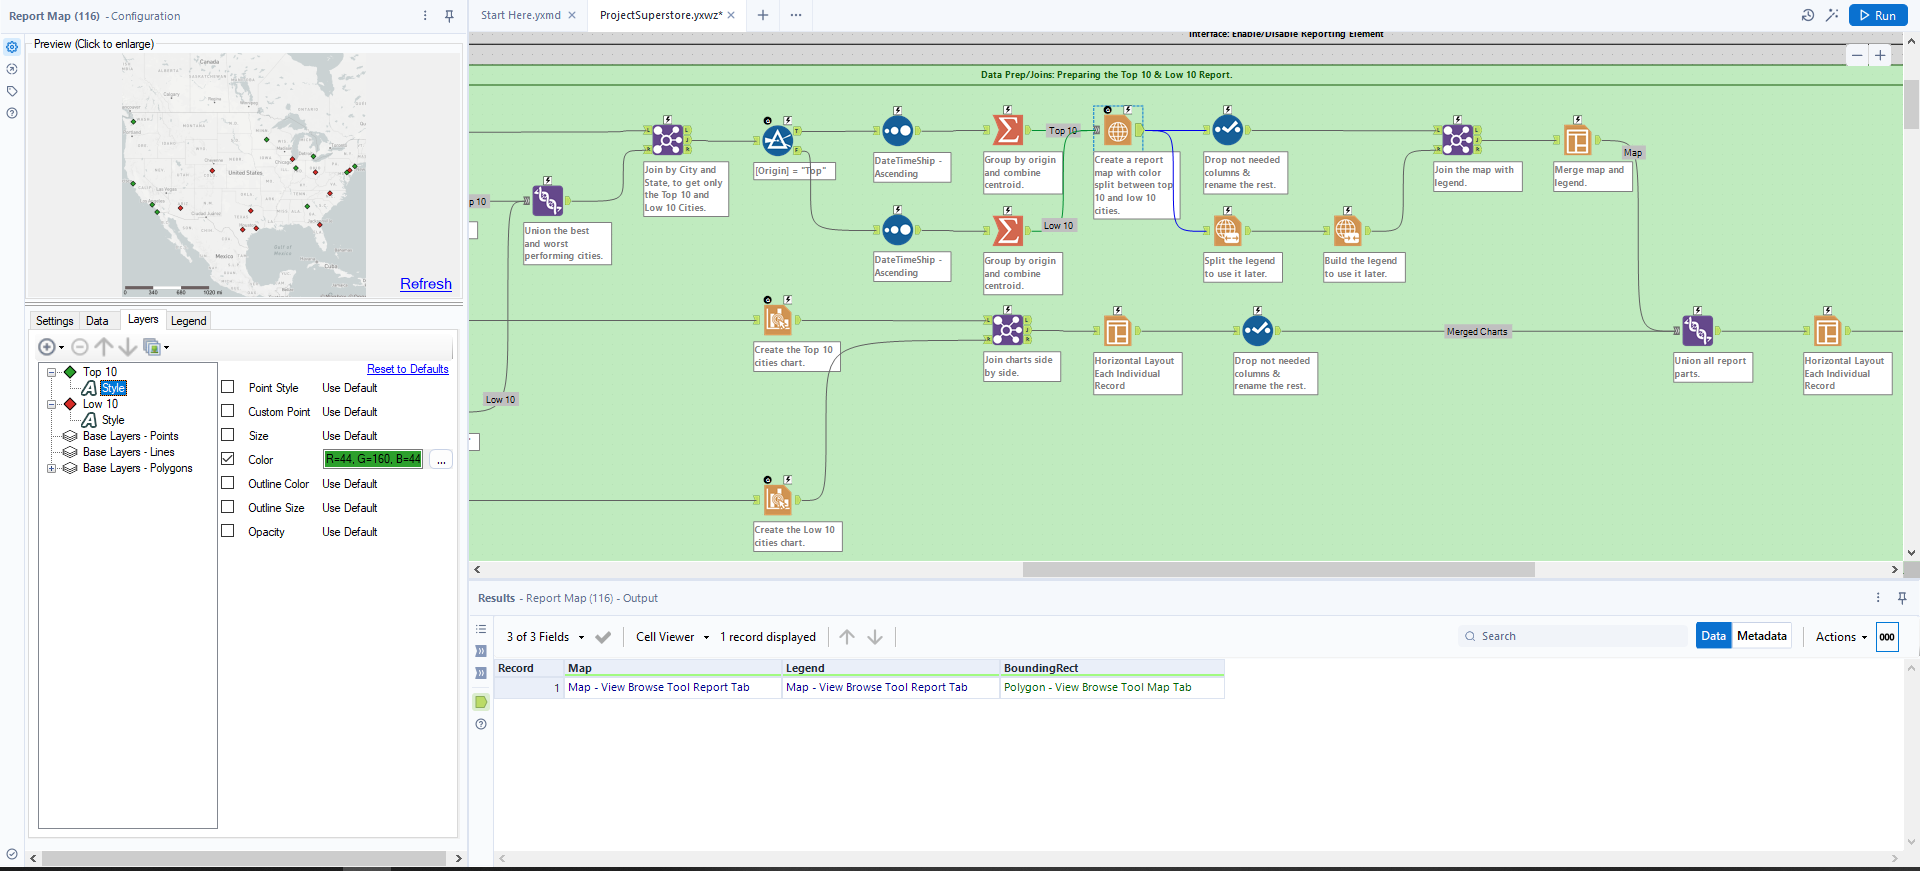 Report Map (116) - Configuration
Start Here.yxmd
ProjectSuperstore.yxwz*
Run
Preview (Click to enlarge)
Canada
United States
Mexico
Cuba
Gulf of
Mexico
0 340 680 1020 mi
Refresh
Settings
Data
Layers
Legend
Reset to Defaults
Top 10
Style
Low 10
Style
Base Layers - Points
Base Layers - Lines
Base Layers - Polygons
Point Style Use Default
Custom Point Use Default
Size Use Default
Color R=44, G=160, B=44 ...
Outline Color Use Default
Outline Size Use Default
Opacity Use Default
Interface: Enable/Disable Reporting Element
Data Prep/Joins: Preparing the Top 10 & Low 10 Report.
p 10
Low 10
Union the best
and worst
performing cities.
Join by City and
State, to get only
the Top 10 and
Low 10 Cities.
[Origin] = "Top"
DateTimeShip -
Ascending
DateTimeShip -
Ascending
Group by origin
and combine
centroid.
Group by origin
and combine
centroid.
Top 10
Low 10
Create a report
map with color
split between top
10 and low 10
cities.
Drop not needed
columns &
rename the rest.
Split the legend
to use it later.
Build the legend
to use it later.
Join the map with
legend.
Merge map and
legend.
Map
Create the Top 10
cities chart.
Join charts side
by side.
Horizontal Layout
Each Individual
Record
Drop not needed
columns &
rename the rest.
Merged Charts
Union all report
parts.
Horizontal Layout
Each Individual
Record
Create the Low 10
cities chart.
Results - Report Map (116) - Output
3 of 3 Fields
Cell Viewer
1 record displayed
Search
Data
Metadata
Actions
000
Record Map Legend BoundingRect
1 Map - View Browse Tool Report Tab Map - View Browse Tool Report Tab Polygon - View Browse Tool Map Tab